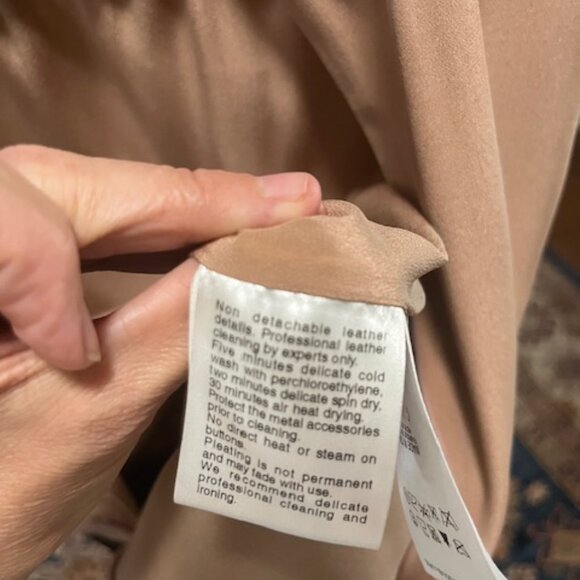 Non detachable leather
details. Professional leather
cleaning by experts only.
Five minutes delicate cold
wash with perchloroethylene,
two minutes delicate spin dry,
30 minutes air heat drying.
Protect the metal accessories
prior to cleaning.
No direct heat or steam on
buttons.
Pleating is not permanent
and may fade with use.
We recommend delicate
professional cleaning and
ironing.